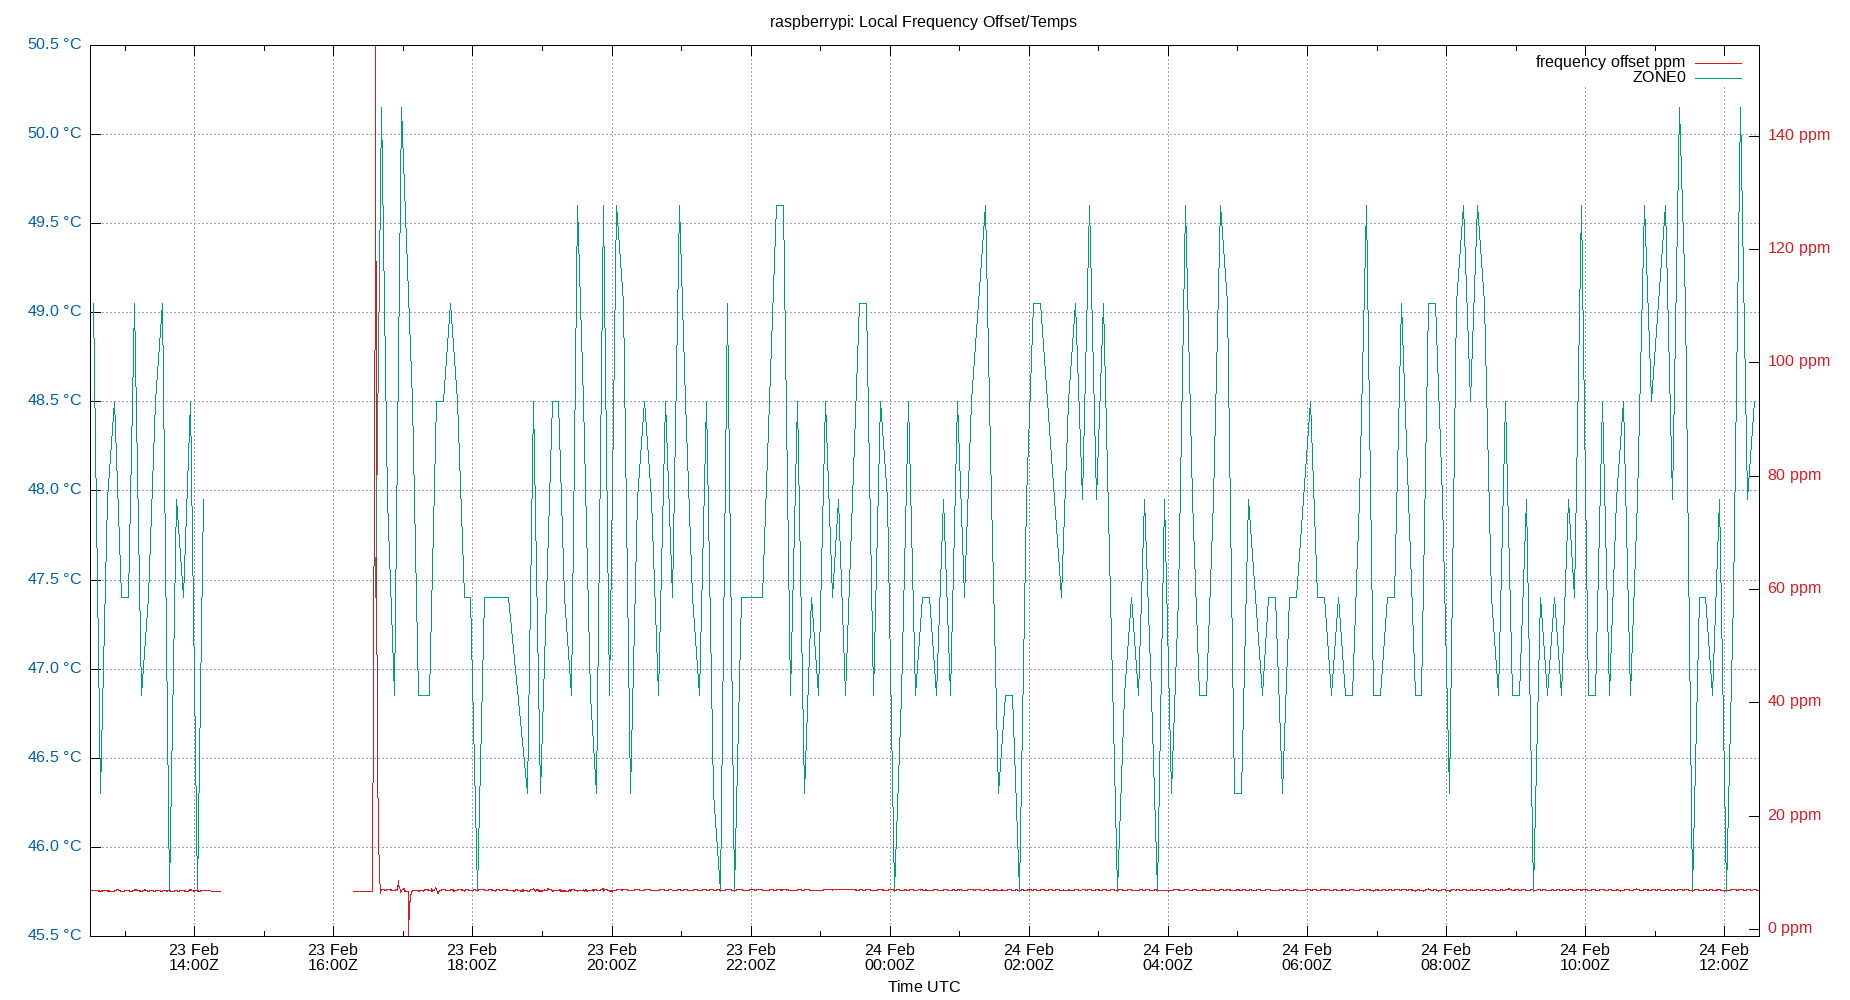 raspberrypi: Local Frequency Offset/Temps
50.5 °C
50.0 °C
49.5 °C
49.0 °C
48.5 °C
48.0 °C
47.5 °C
47.0 °C
46.5 °C
46.0 °C
45.5 °C
frequency offset ppm
ZONE0
140 ppm
120 ppm
100 ppm
80 ppm
60 ppm
40 ppm
20 ppm
0 ppm
23 Feb 23 Feb 23 Feb 23 Feb 23 Feb 24 Feb 24 Feb 24 Feb 24 Feb 24 Feb 24 Feb 24 Feb
14:00Z 16:00Z 18:00Z 20:00Z 22:00Z 00:00Z 02:00Z 04:00Z 06:00Z 08:00Z 10:00Z 12:00Z
Time UTC